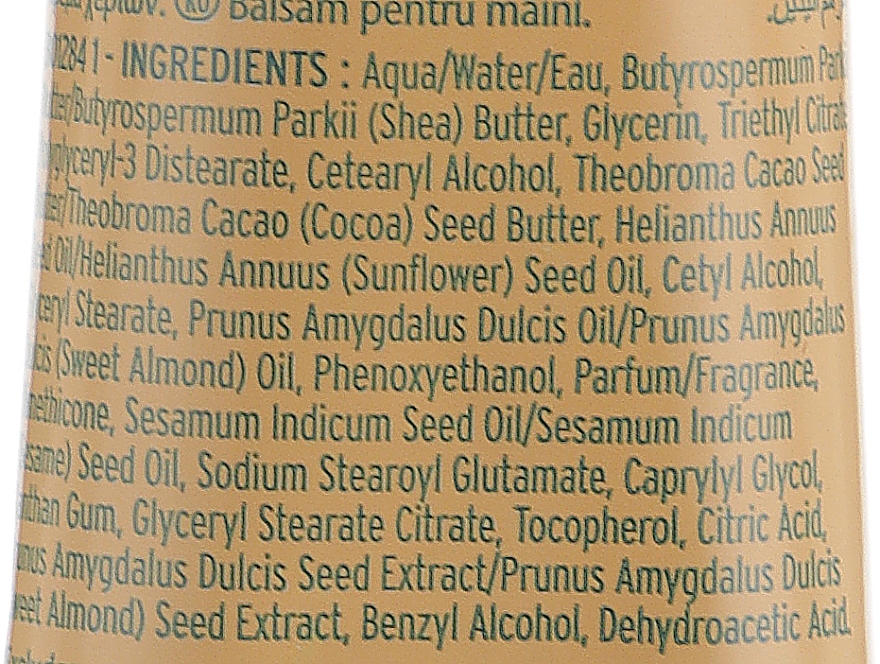 Balsam pentru mâini.
INGREDIENTS : Aqua/Water/Eau, Butyrospermum
Parkii (Shea) Butter, Glycerin, Triethyl
Distearate, Cetearyl Alcohol, Theobroma Cacao Seed
Cacao (Cocoa) Seed Butter, Helianthus Annuus
Oil/Helianthus Annuus (Sunflower) Seed Oil, Cetyl Alcohol,
Stearate, Prunus Amygdalus Dulcis Oil/Prunus Amygdalus
(Sweet Almond) Oil, Phenoxyethanol, Parfum/Fragrance,
Sesamum Indicum Seed Oil/Sesamum Indicum
Seed Oil, Sodium Stearoyl Glutamate, Caprylyl Glycol,
Gum, Glyceryl Stearate Citrate, Tocopherol, Citric Acid,
Amygdalus Dulcis Seed Extract/Prunus Amygdalus Dulcis
Almond) Seed Extract, Benzyl Alcohol, Dehydroacetic Acid.